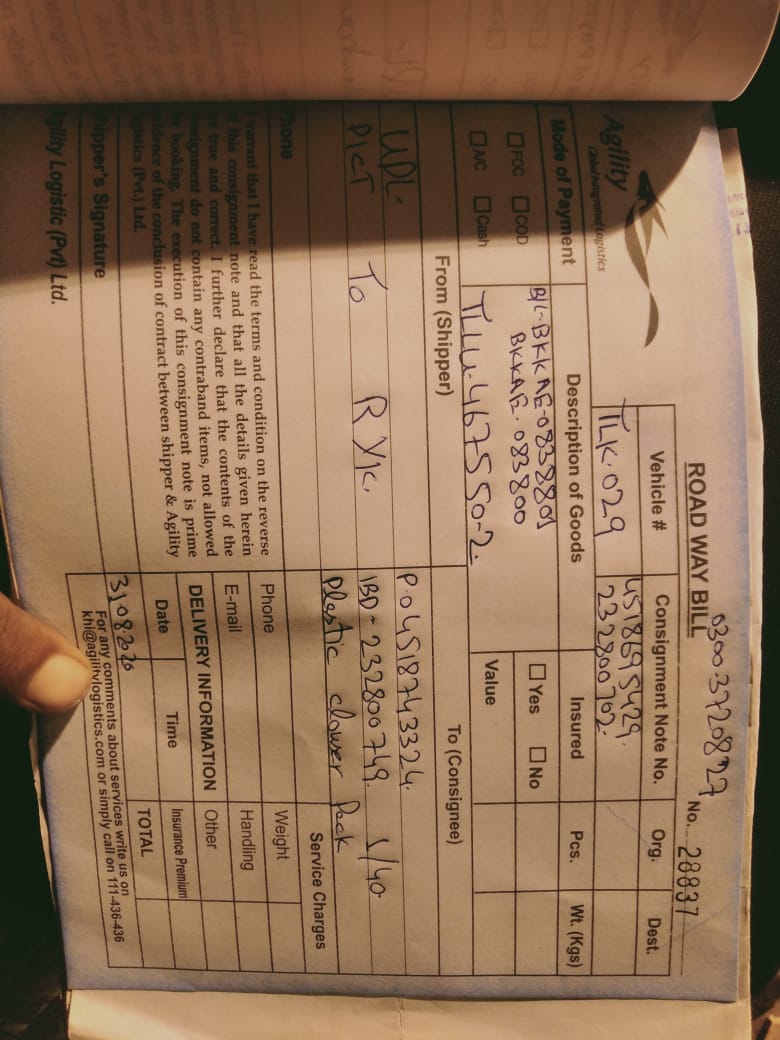 0300-3720827
ROAD WAY BILL
No. 28837
Agility
Global Integrated Logistics
Vehicle #
Consignment Note No.
Org.
Dest.
TLK-029
4518695429.
232800702.
Mode of Payment
Description of Goods
Insured
Pcs.
Wt. (Kgs)
FOC COD
A/C Cash
B/L-BKKAE-0838801
BKKAE-083800
TLLU-467550-2.
Yes No
Value
From (Shipper)
To (Consignee)
UDL
PICT To RYK.
P.O 4518743324.
IBD - 232800749. 1/40
Plastic clower Pack
Phone
Service Charges
Phone
E-mail
Weight
Handling
Other
Insurance Premium
TOTAL
I warrant that I have read the terms and condition on the reverse
of this consignment note and that all the details given herein
are true and correct. I further declare that the contents of the
consignment do not contain any contraband items, not allowed
for booking. The execution of this consignment note is prime
evidence of the conclusion of contract between shipper & Agility
Logistics (Pvt.) Ltd.
DELIVERY INFORMATION
Date
Time
31 08.2020
Shipper's Signature
For any comments about services write us on
khi@agilitylogistics.com or simply call on 111-436-436
Agility Logistic (Pvt) Ltd.